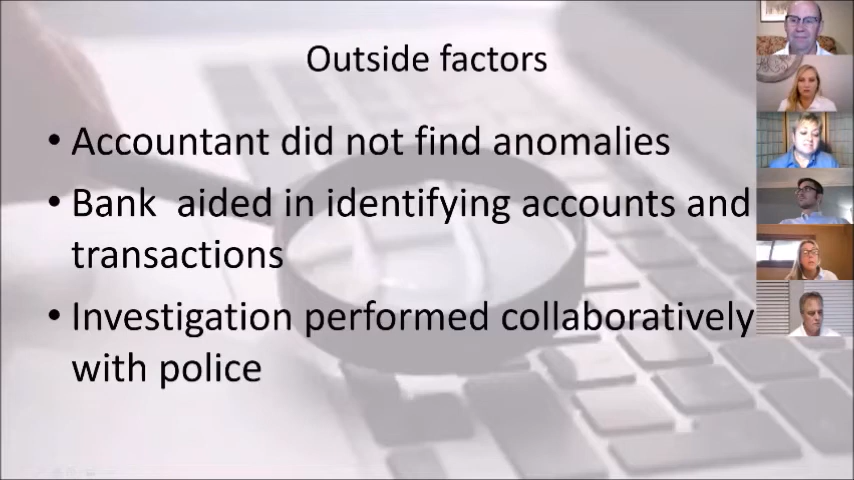 Outside factors
• Accountant did not find anomalies
• Bank  aided in identifying accounts and
transactions
• Investigation performed collaboratively
with police